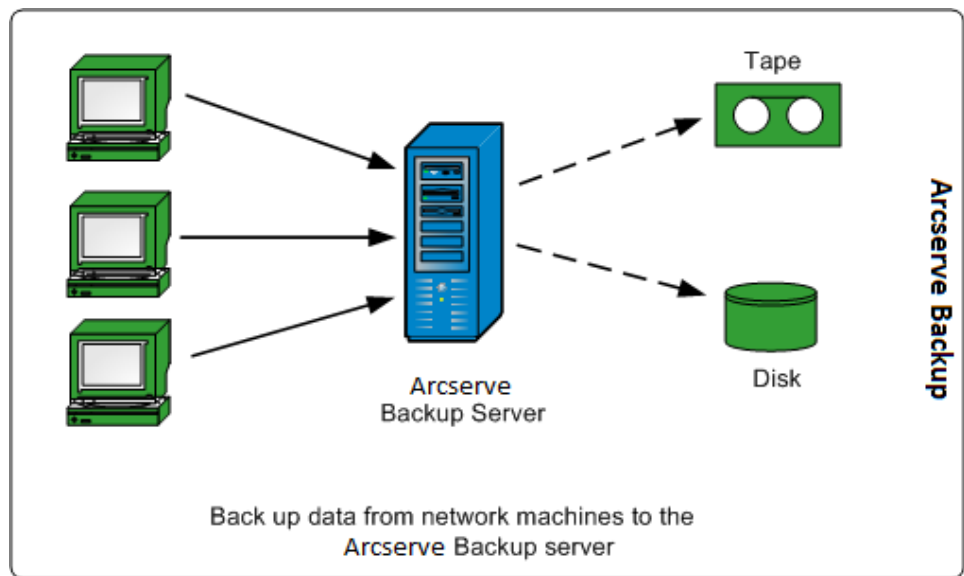 Tape
Arcserve Backup
Disk
Arcserve
Backup Server
Back up data from network machines to the
Arcserve Backup server